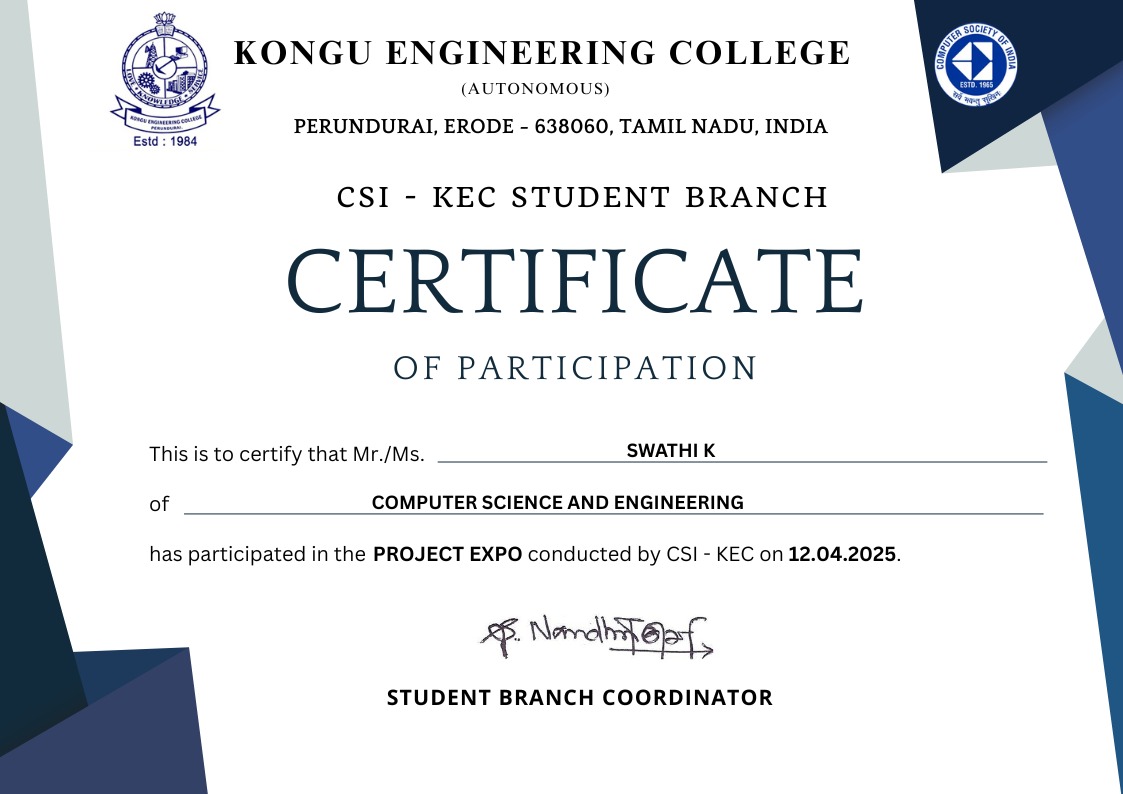 KONGU ENGINEERING COLLEGE
(AUTONOMOUS)
PERUNDURAI, ERODE – 638060, TAMIL NADU, INDIA
KNOWLEDGE SERVICE
KONGU ENGINEERING COLLEGE
PERUNDURAI
Estd : 1984
COMPUTER SOCIETY OF INDIA
ESTD. 1965
सर्वे भवन्तु सुखिनः
CSI - KEC STUDENT BRANCH
CERTIFICATE
OF PARTICIPATION
This is to certify that Mr./Ms. SWATHI K
of COMPUTER SCIENCE AND ENGINEERING
has participated in the PROJECT EXPO conducted by CSI - KEC on 12.04.2025.
STUDENT BRANCH COORDINATOR